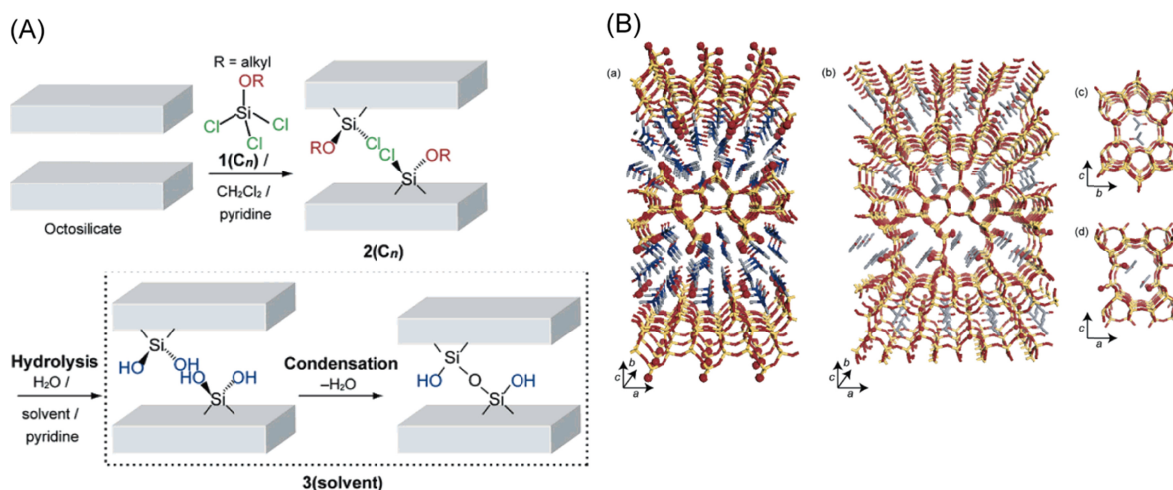 (A)
R = alkyl
OR
Si
Cl
Cl
Cl
1(Cn) /
CH2Cl2 /
pyridine
Octosilicate
Si
RO
Cl
Cl
OR
Si
2(Cn)
Hydrolysis
H2O /
solvent /
pyridine
Si
HO
OH
HO
OH
Si
Condensation
–H2O
Si
HO
O
OH
Si
3(solvent)
(B)
(a)
c
b
a
(b)
c
b
a
(c)
c
b
(d)
c
a